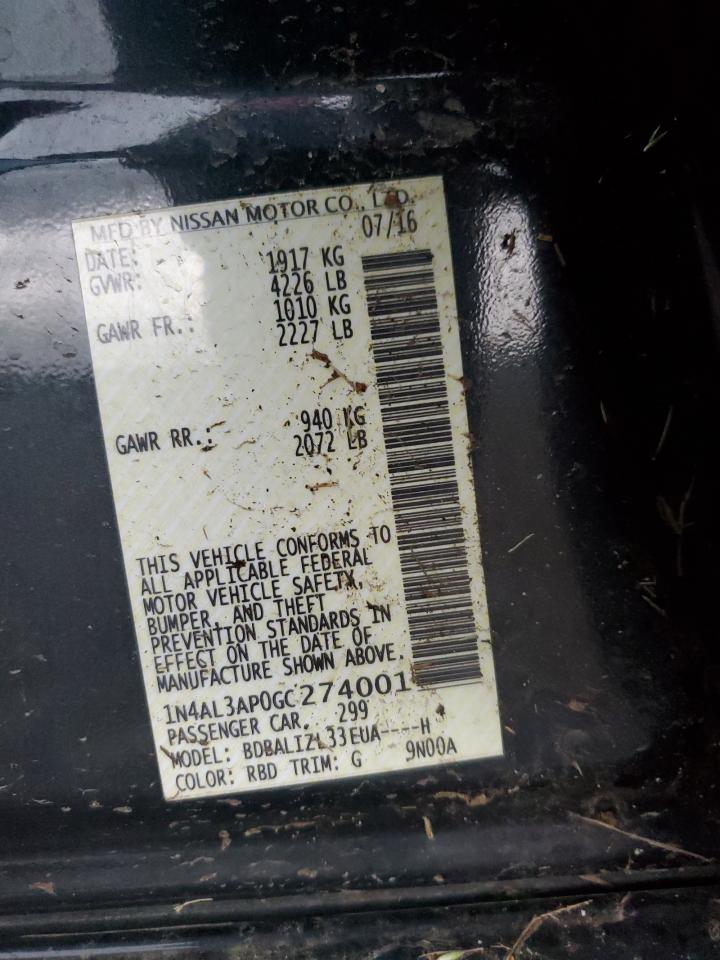 MFD BY NISSAN MOTOR CO., LTD.
DATE: 07/16
GVWR: 1917 KG
4226 LB
GAWR FR.: 1010 KG
2227 LB
GAWR RR.: 940 KG
2072 LB
THIS VEHICLE CONFORMS TO
ALL APPLICABLE FEDERAL
MOTOR VEHICLE SAFETY,
BUMPER, AND THEFT
PREVENTION STANDARDS IN
EFFECT ON THE DATE OF
MANUFACTURE SHOWN ABOVE.
1N4AL3AP0GC274001
PASSENGER CAR. 299
MODEL: BDBALIZL33EUA----H
COLOR: RBD TRIM: G 9N00A